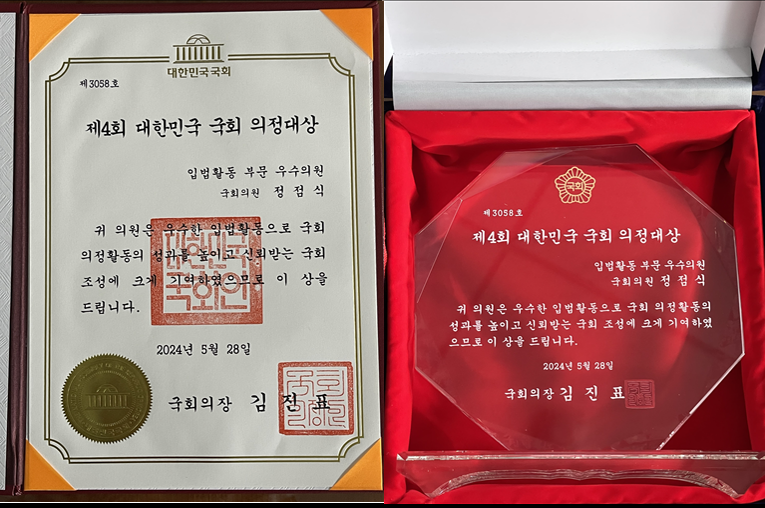 대한민국국회
제3058호
제4회 대한민국 국회 의정대상
입법활동 부문 우수의원
국회의원 정점식
귀 의원은 우수한 입법활동으로 국회
의정활동의 성과를 높이고 신뢰받는 국회
조성에 크게 기여하였으므로 이 상을
드립니다.
대한민국
국회인
2024년 5월 28일
국회의장 김진표
국회
제3058호
제4회 대한민국 국회 의정대상
입법활동 부문 우수의원
국회의원 정점식
귀 의원은 우수한 입법활동으로 국회 의정활동의
성과를 높이고 신뢰받는 국회 조성에 크게 기여하였
으므로 이 상을 드립니다.
2024년 5월 28일
국회의장 김진표